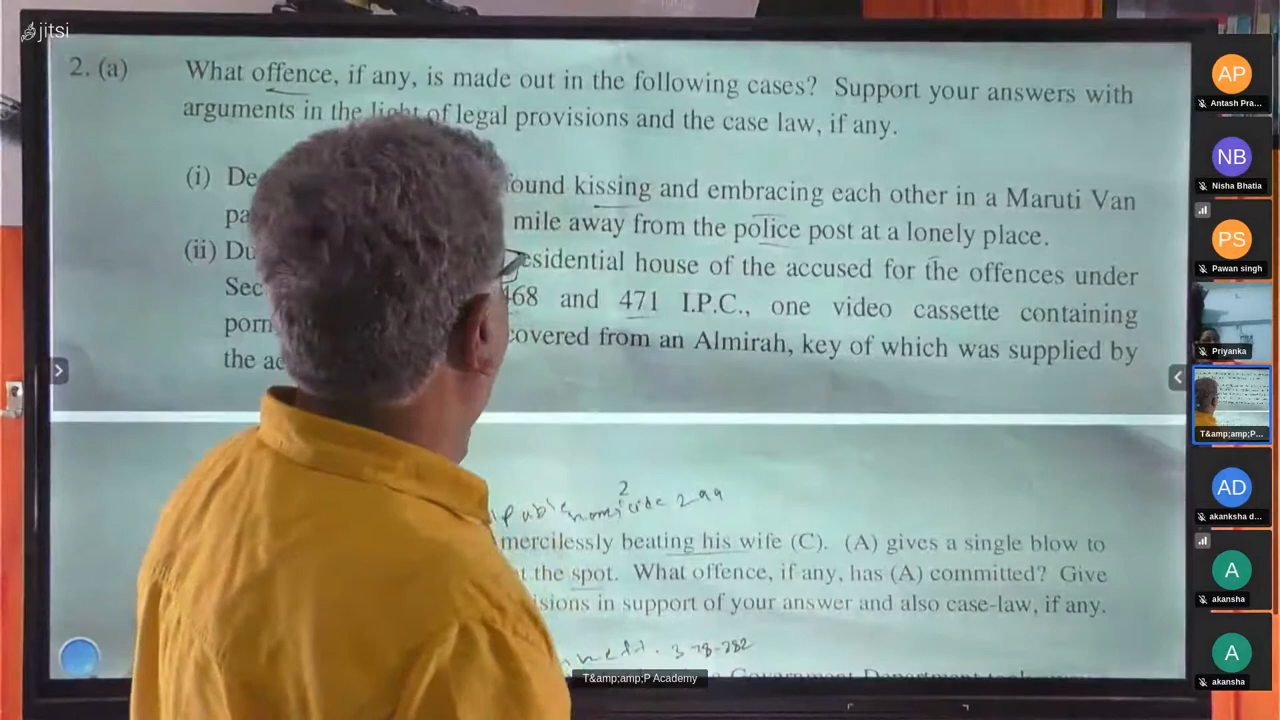 jitsi
2. (a) What offence, if any, is made out in the following cases? Support your answers with
arguments in the light of legal provisions and the case law, if any.
(i) found kissing and embracing each other in a Maruti Van
mile away from the police post at a lonely place.
(ii) residential house of the accused for the offences under
Sec 468 and 471 I.P.C., one video cassette containing
porn covered from an Almirah, key of which was supplied by
the
homicide 299
mercilessly beating his wife (C). (A) gives a single blow to
the spot. What offence, if any, has (A) committed? Give
in support of your answer and also case-law, if any.
T&amp;amp;P Academy
AP
Antash Pra...
NB
Nisha Bhatia
PS
Pawan singh
Priyanka
T&amp;amp;P...
AD
akanksha d...
A
akansha
A
akansha